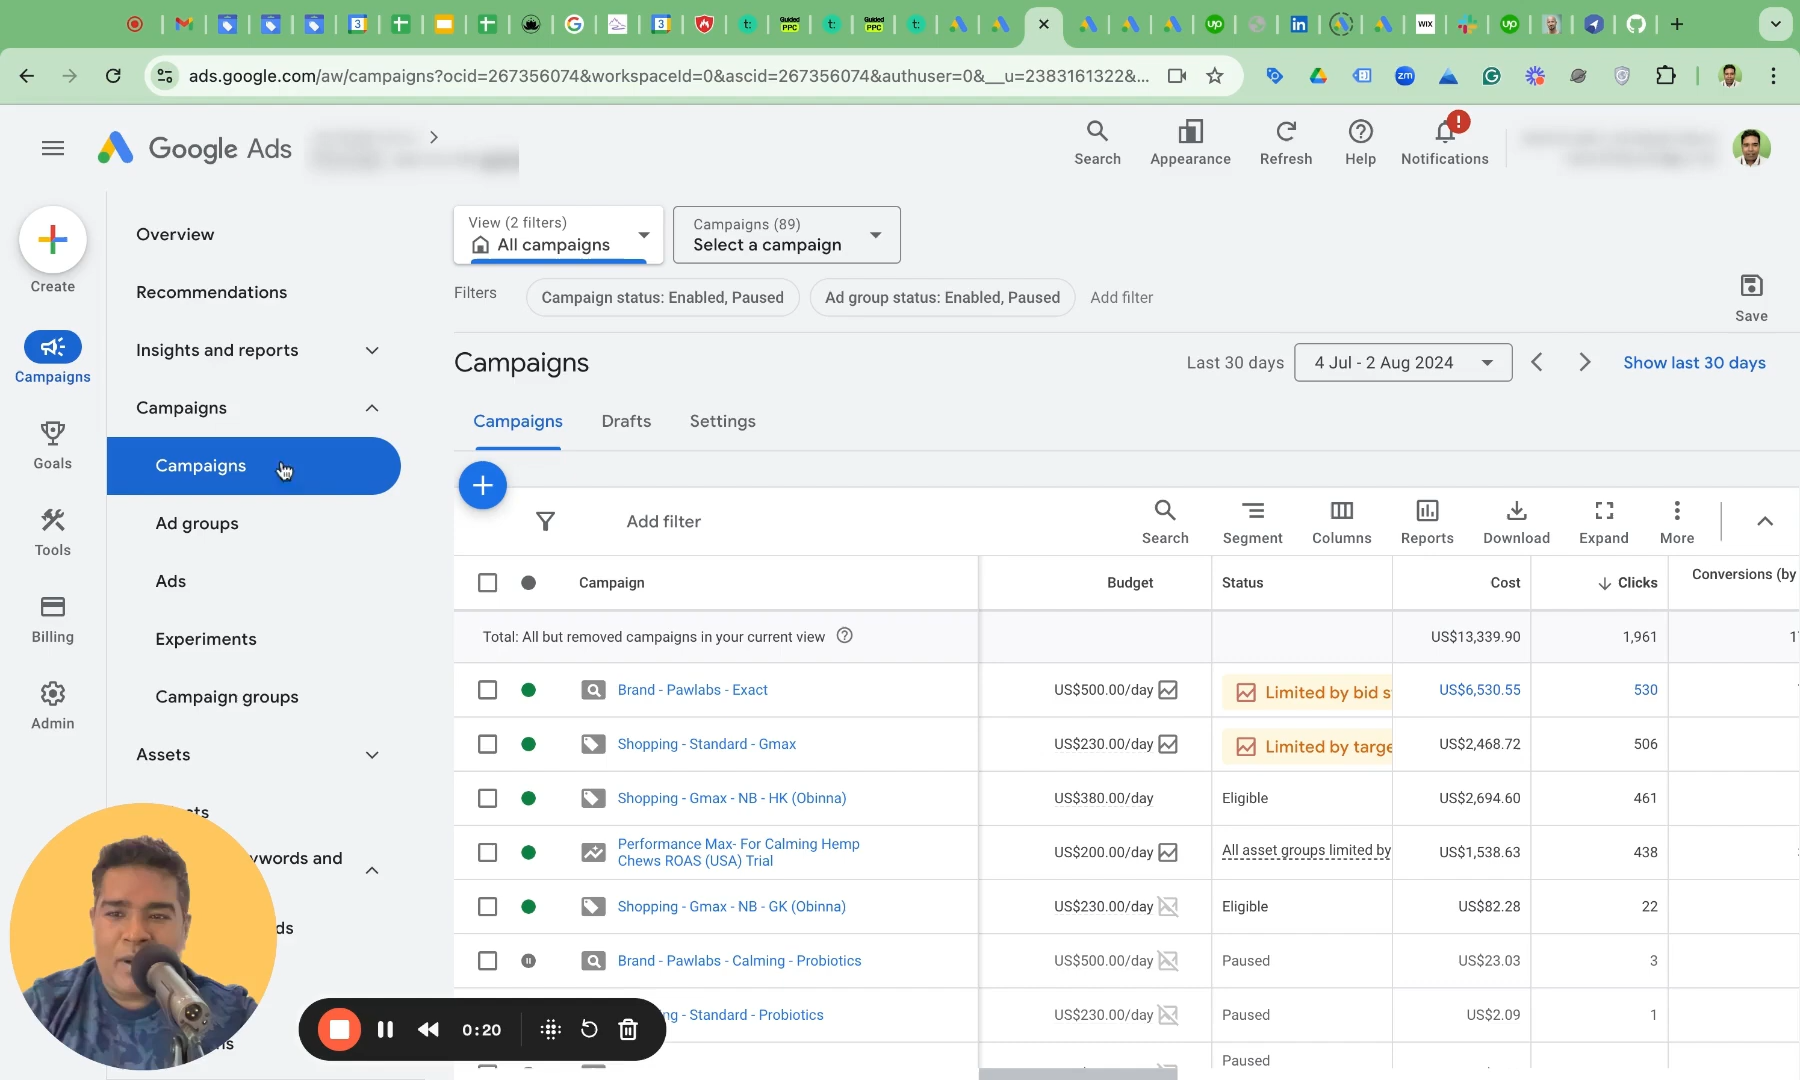 ads.google.com/aw/campaigns?ocid=267356074&workspaceId=0&ascid=267356074&authuser=0&__u=2383161322&...
Google Ads
Search
Appearance
Refresh
Help
Notifications
Create
Campaigns
Goals
Tools
Billing
Admin
Overview
Recommendations
Insights and reports
Campaigns
Campaigns
Ad groups
Ads
Experiments
Campaign groups
Assets
View (2 filters)
All campaigns
Campaigns (89)
Select a campaign
Filters
Campaign status: Enabled, Paused
Ad group status: Enabled, Paused
Add filter
Save
Campaigns
Last 30 days
4 Jul - 2 Aug 2024
Show last 30 days
Campaigns
Drafts
Settings
Add filter
Search
Segment
Columns
Reports
Download
Expand
More
Campaign Budget Status Cost Clicks Conversions (by
Total: All but removed campaigns in your current view US$13,339.90 1,961
Brand - Pawlabs - Exact US$500.00/day Limited by bid s US$6,530.55 530
Shopping - Standard - Gmax US$230.00/day Limited by targe US$2,468.72 506
Shopping - Gmax - NB - HK (Obinna) US$380.00/day Eligible US$2,694.60 461
Performance Max- For Calming Hemp
Chews ROAS (USA) Trial US$200.00/day All asset groups limited by US$1,538.63 438
Shopping - Gmax - NB - GK (Obinna) US$230.00/day Eligible US$82.28 22
Brand - Pawlabs - Calming - Probiotics US$500.00/day Paused US$23.03 3
ng - Standard - Probiotics US$230.00/day Paused US$2.09 1
Paused
ywords and
0:20